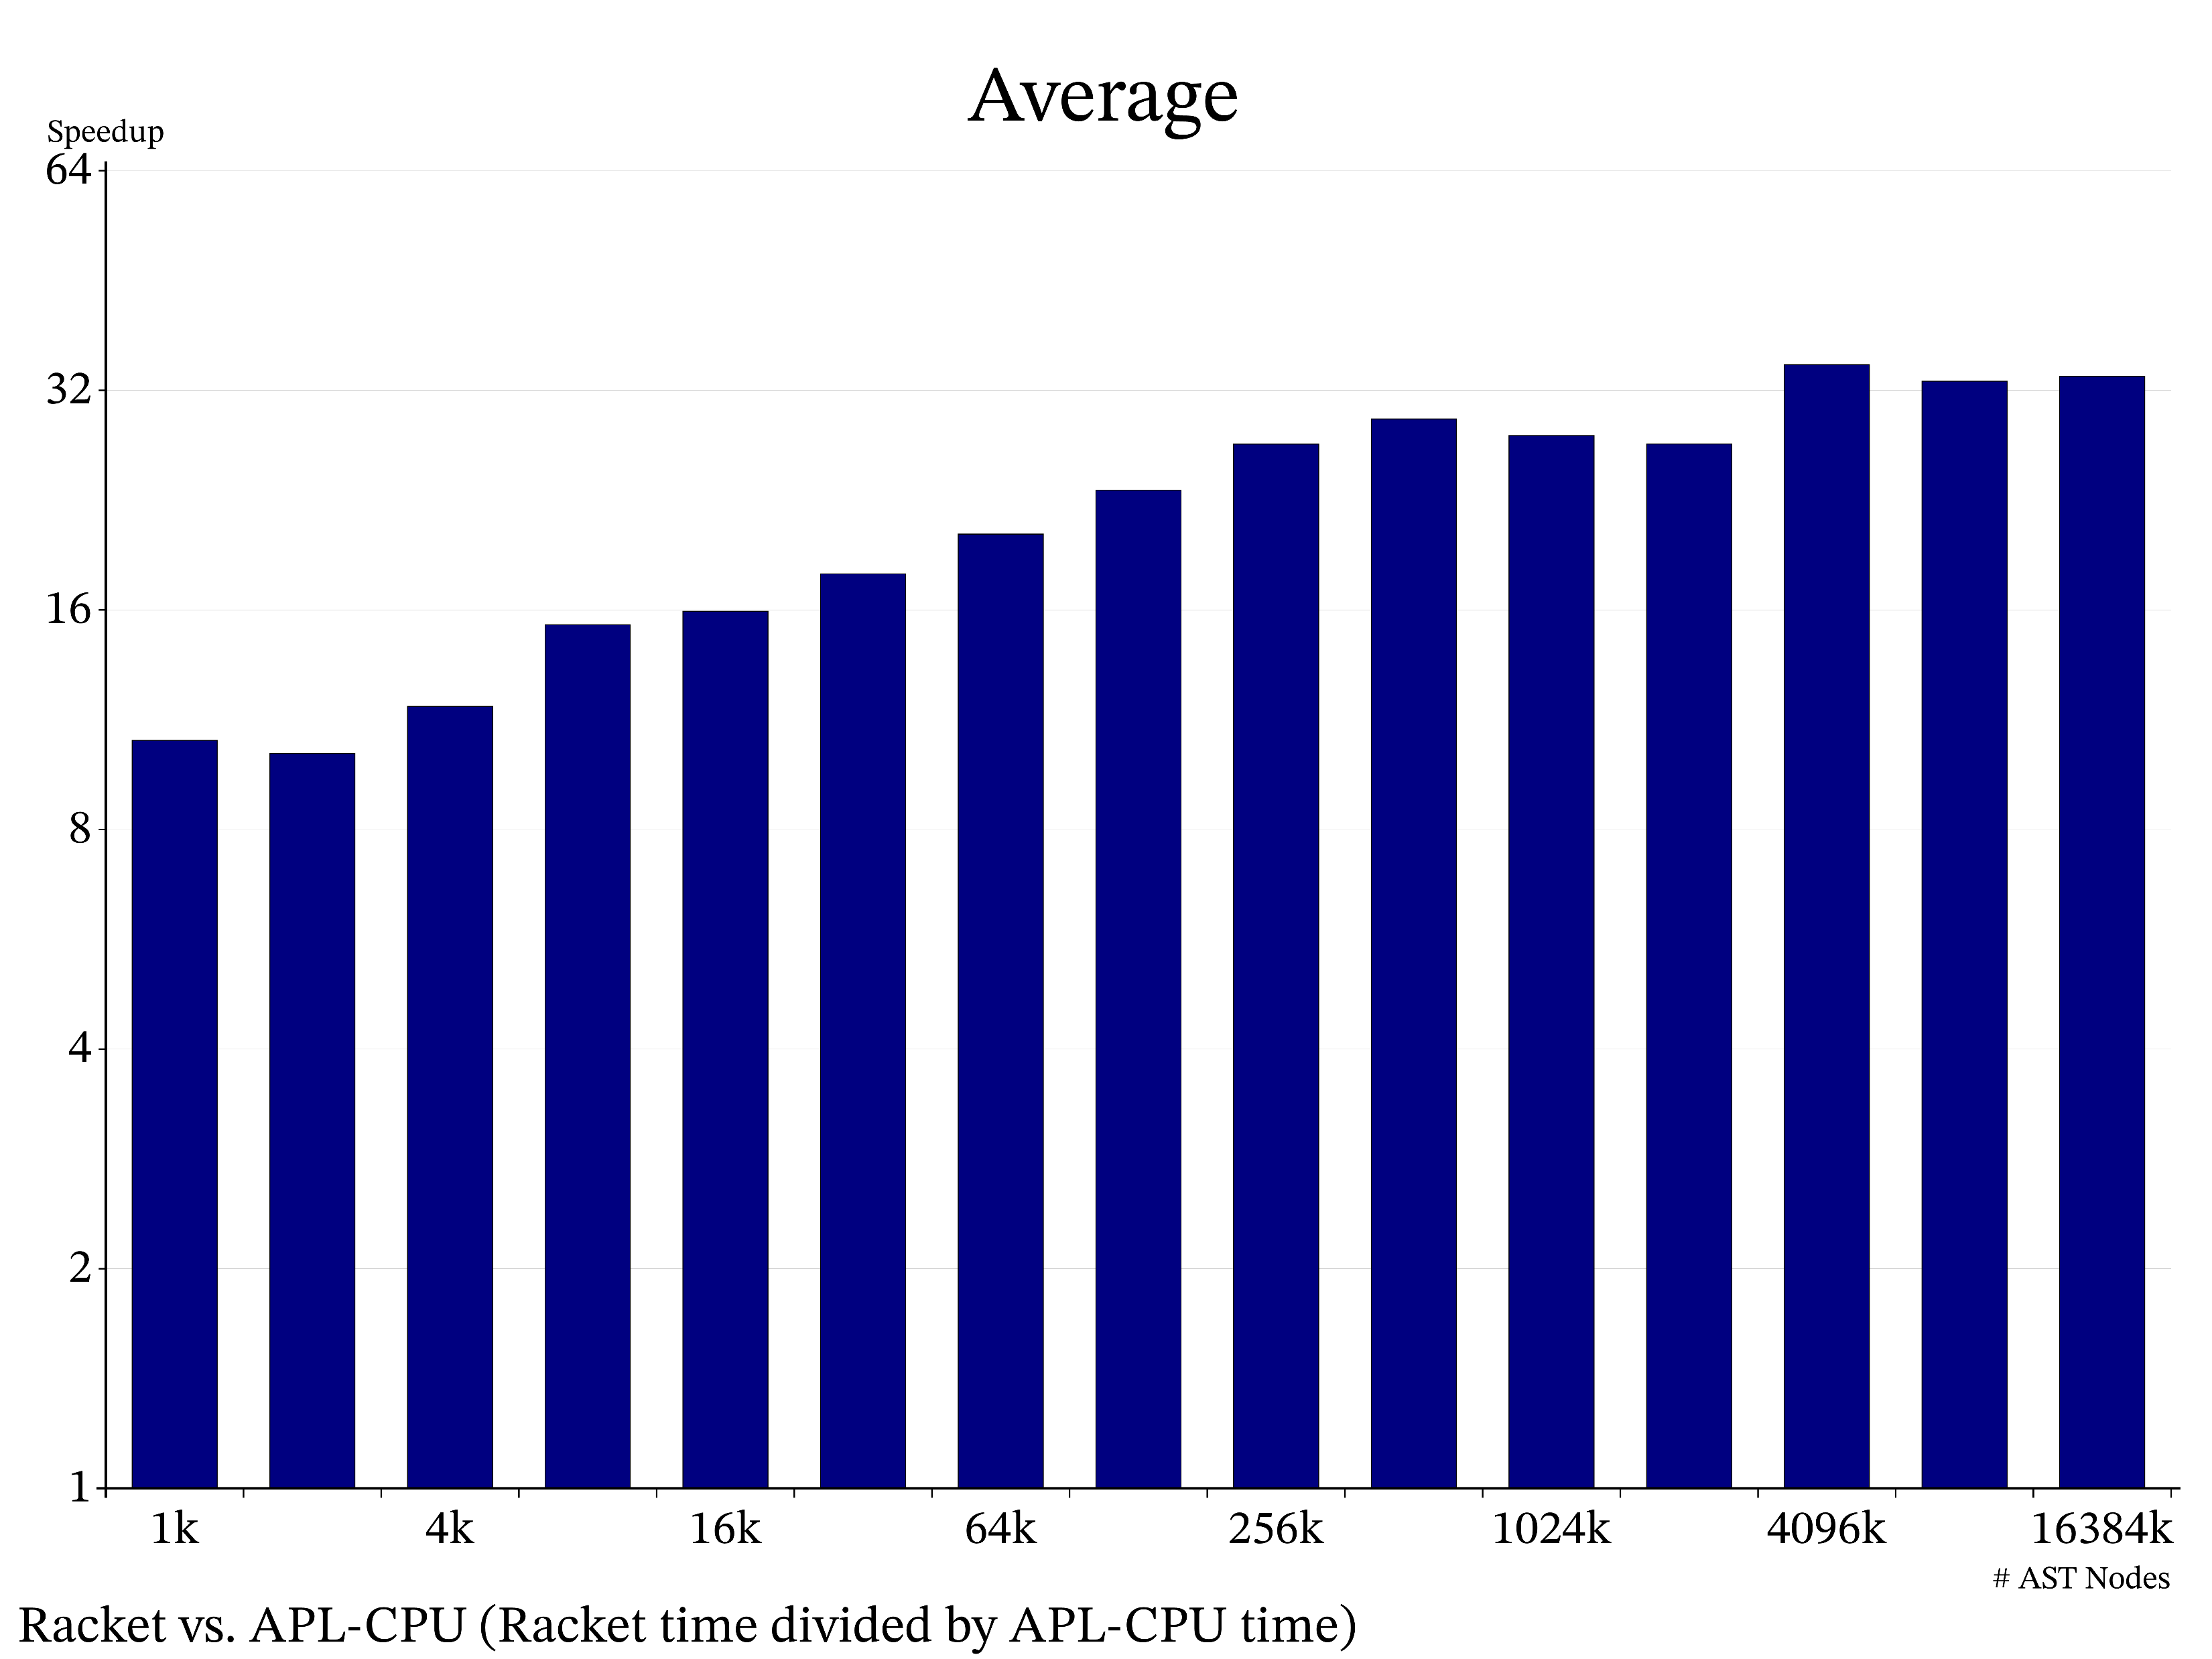 Average
Speedup
64
32
16
8
4
2
1
1k 4k 16k 64k 256k 1024k 4096k 16384k
# AST Nodes
Racket vs. APL-CPU (Racket time divided by APL-CPU time)